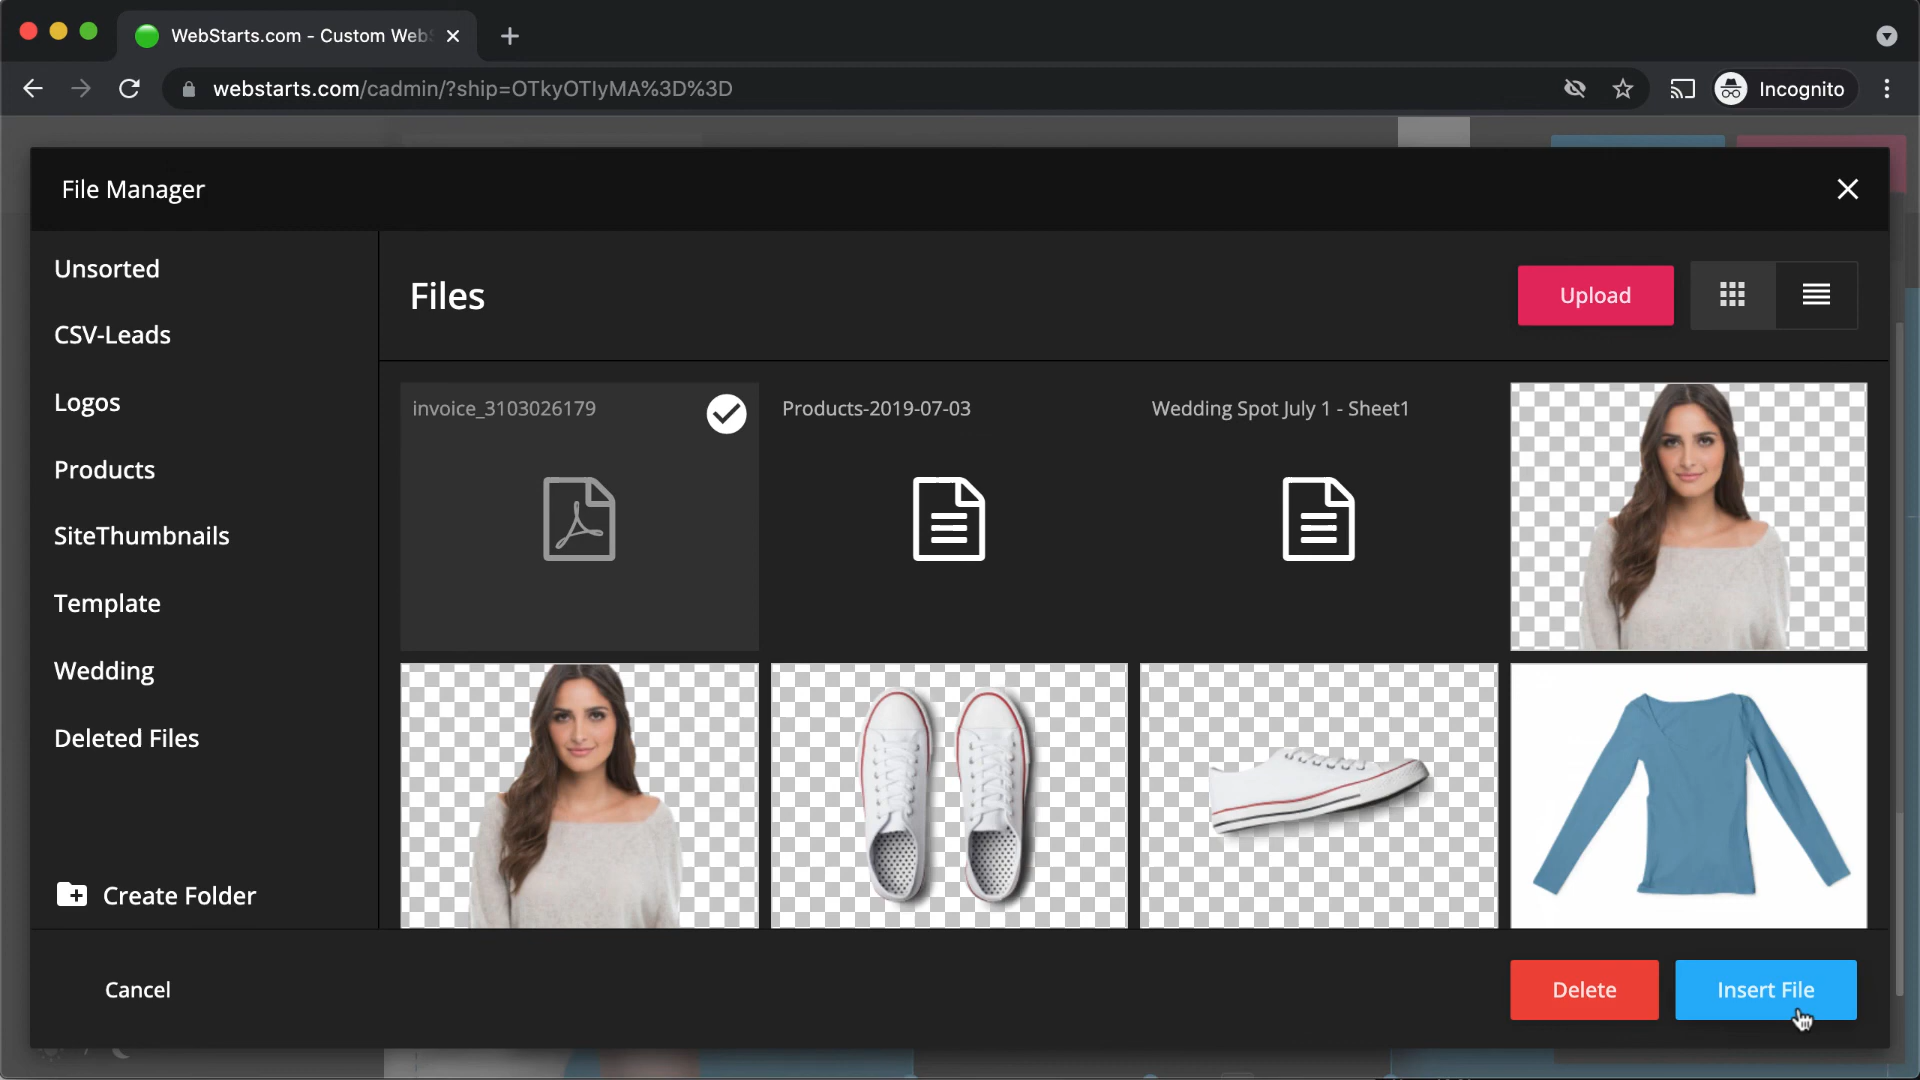 WebStarts.com - Custom Web
webstarts.com/cadmin/?ship=OTkyOTIyMA%3D%3D
Incognito
File Manager
Unsorted
CSV-Leads
Logos
Products
SiteThumbnails
Template
Wedding
Deleted Files
Create Folder
Files
Upload
invoice_3103026179
Products-2019-07-03
Wedding Spot July 1 - Sheet1
Cancel
Delete
Insert File